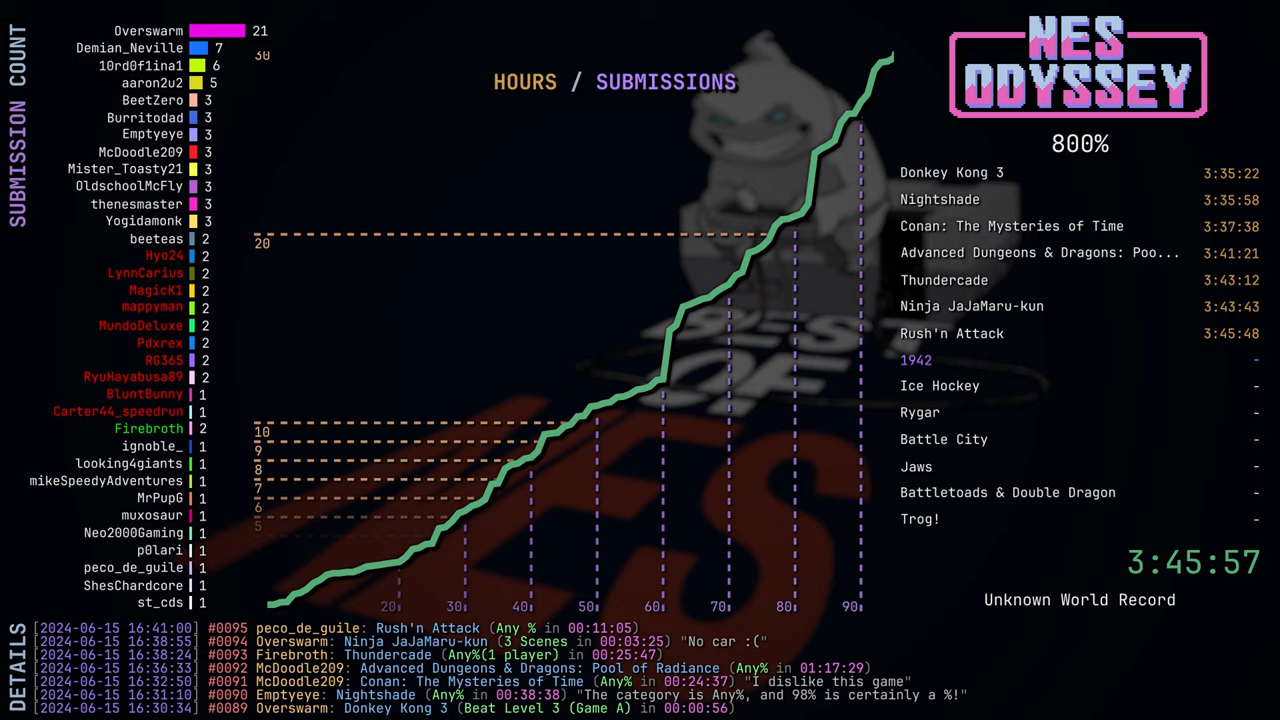 SUBMISSION COUNT
Overswarm 21
Demian_Neville 7
10rd0f1ina1 6
aaron2u2 5
BeetZero 3
Burritodad 3
Emptyeye 3
McDoodle209 3
Mister_Toasty21 3
OldschoolMcFly 3
thenesmaster 3
Yogidamonk 3
beeteas 2
Hyo24 2
LynnCarius 2
MagicK1 2
mappyman 2
MundoDeluxe 2
Pdxrex 2
RG365 2
RyuHayabusa89 2
BluntBunny 1
Carter44_speedrun 1
Firebroth 2
ignoble_ 1
looking4giants 1
mikeSpeedyAdventures 1
MrPupG 1
muxosaur 1
Neo2000Gaming 1
p0lari 1
peco_de_guile 1
ShesChardcore 1
st_cds 1
HOURS / SUBMISSIONS
30
20
10
9
8
7
6
5
20 30 40 50 60 70 80 90
NES
ODYSSEY
800%
Donkey Kong 3 3:35:22
Nightshade 3:35:58
Conan: The Mysteries of Time 3:37:38
Advanced Dungeons & Dragons: Poo... 3:41:21
Thundercade 3:43:12
Ninja JaJaMaru-kun 3:43:43
Rush'n Attack 3:45:48
1942 -
Ice Hockey -
Rygar -
Battle City -
Jaws -
Battletoads & Double Dragon -
Trog! -
3:45:57
Unknown World Record
DETAILS
[2024-06-15 16:41:00] #0095 peco_de_guile: Rush'n Attack (Any % in 00:11:05)
[2024-06-15 16:38:55] #0094 Overswarm: Ninja JaJaMaru-kun (3 Scenes in 00:03:25) "No car :("
[2024-06-15 16:38:24] #0093 Firebroth: Thundercade (Any%(1 player) in 00:25:47)
[2024-06-15 16:36:33] #0092 McDoodle209: Advanced Dungeons & Dragons: Pool of Radiance (Any% in 01:17:29)
[2024-06-15 16:32:50] #0091 McDoodle209: Conan: The Mysteries of Time (Any% in 00:24:37) "I dislike this game"
[2024-06-15 16:31:10] #0090 Emptyeye: Nightshade (Any% in 00:38:38) "The category is Any%, and 98% is certainly a %!"
[2024-06-15 16:30:34] #0089 Overswarm: Donkey Kong 3 (Beat Level 3 (Game A) in 00:00:56)